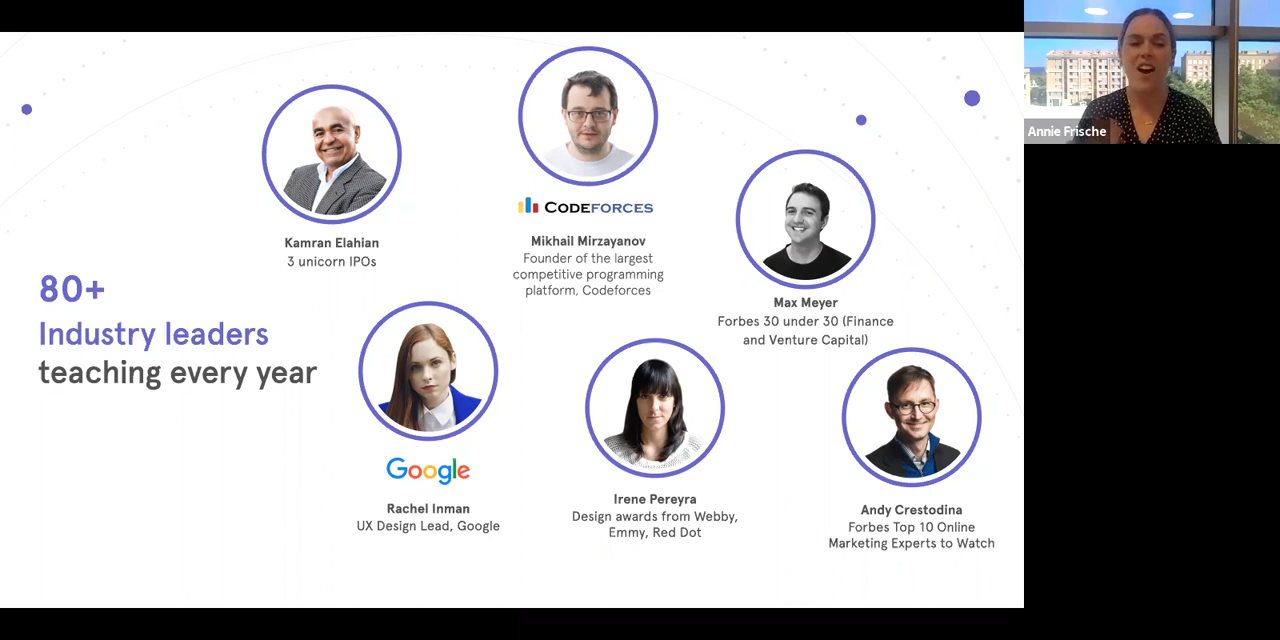 80+
Industry leaders
teaching every year
Kamran Elahian
3 unicorn IPOs
CODEFORCES
Mikhail Mirzayanov
Founder of the largest
competitive programming
platform, Codeforces
Max Meyer
Forbes 30 under 30 (Finance
and Venture Capital)
Google
Rachel Inman
UX Design Lead, Google
Irene Pereyra
Design awards from Webby,
Emmy, Red Dot
Andy Crestodina
Forbes Top 10 Online
Marketing Experts to Watch
Annie Frische